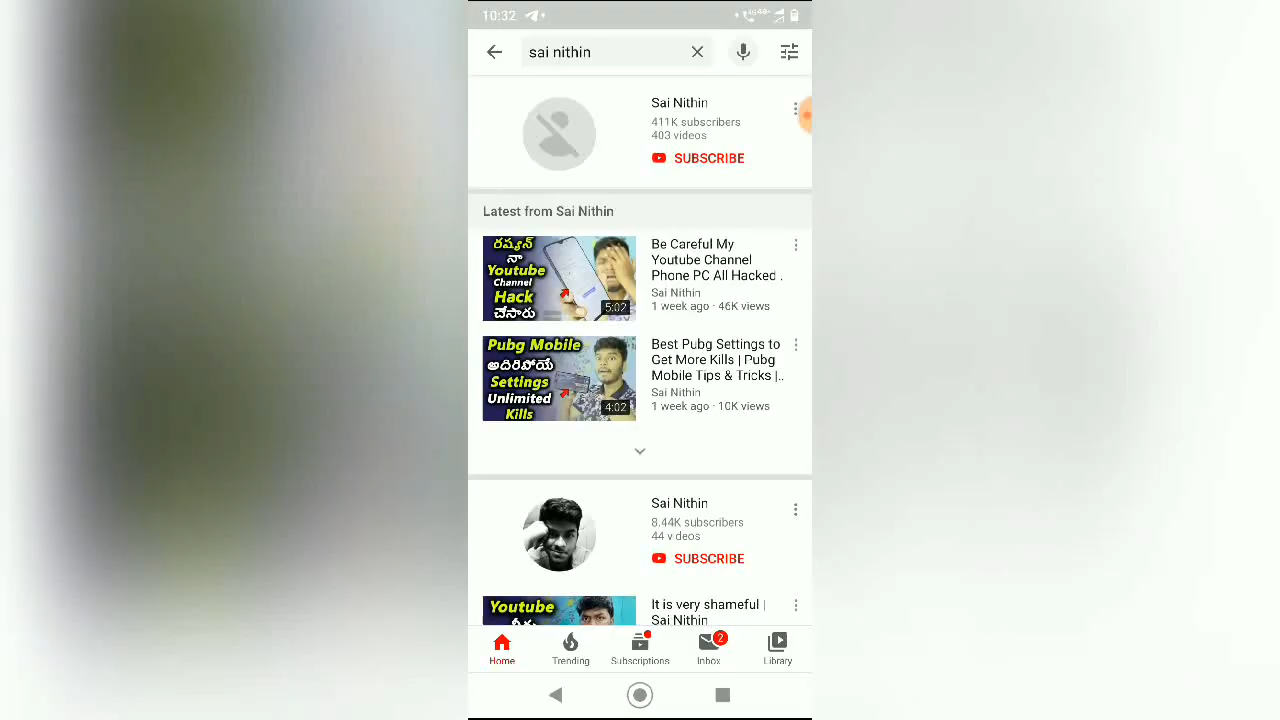 10:32
4G 4G+
sai nithin
Sai Nithin
411K subscribers
403 videos
SUBSCRIBE
Latest from Sai Nithin
రష్యన్
నా
Youtube
Channel
Hack
చేసారు
5:02
Be Careful My
Youtube Channel
Phone PC All Hacked .
Sai Nithin
1 week ago · 46K views
Pubg Mobile
అదిరిపోయే
Settings
Unlimited
Kills
4:02
Best Pubg Settings to
Get More Kills | Pubg
Mobile Tips & Tricks |..
Sai Nithin
1 week ago · 10K views
Sai Nithin
8.44K subscribers
44 videos
SUBSCRIBE
Youtube
It is very shameful |
Sai Nithin
2
Home
Trending
Subscriptions
Inbox
Library